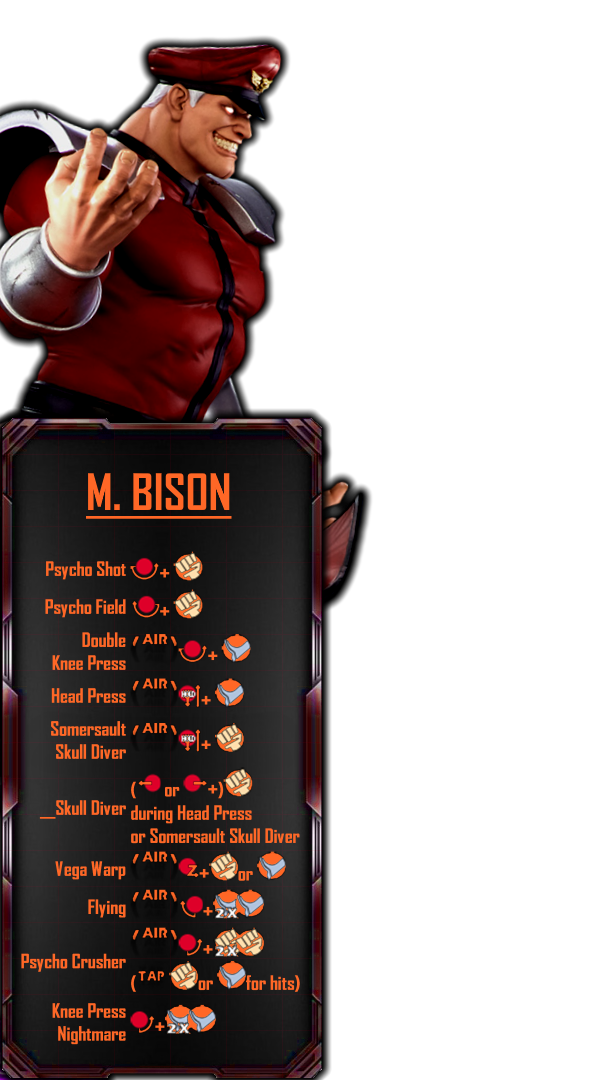 M. BISON
Psycho Shot +
Psycho Field +
Double
Knee Press
( AIR ) +
Head Press ( AIR ) HOLD +
Somersault
Skull Diver
( AIR ) HOLD +
( or +)
__Skull Diver during Head Press
or Somersault Skull Diver
Vega Warp ( AIR ) Z + or
Flying ( AIR ) + 2X
Psycho Crusher ( AIR ) + 2X
( TAP or for hits)
Knee Press
Nightmare
+ 2X